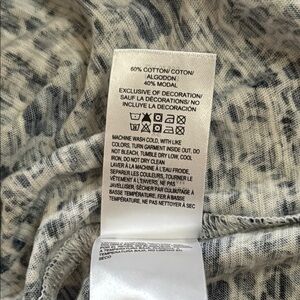 60% COTTON/ COTON/
ALGODON
40% MODAL
EXCLUSIVE OF DECORATION/
SAUF LA DÉCORATIONS/ NO
INCLUYE LA DECORACIÓN
MACHINE WASH COLD, WITH LIKE
COLORS, TURN GARMENT INSIDE OUT, DO
NOT BLEACH, TUMBLE DRY LOW, COOL
IRON, DO NOT DRY CLEAN
LAVER À LA MACHINE À L'EAU FROIDE,
SÉPARER LES COULEURS, TOURNER LE
VÊTEMENT À L'ENVERS, NE PAS
JAVELLISER, SÉCHER PAR CULBUTAGE À
BASSE TEMPÉRATURE, FER À BASSE
TEMPÉRATURE, NE PAS NETTOYER À SEC